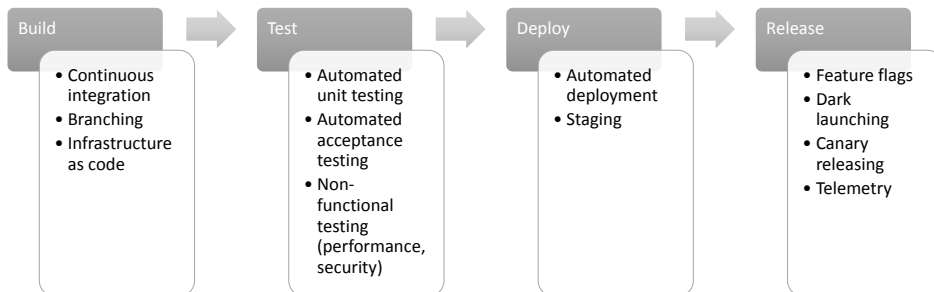 Build
• Continuous
integration
• Branching
• Infrastructure
as code
Test
• Automated
unit testing
• Automated
acceptance
testing
• Non-
functional
testing
(performance,
security)
Deploy
• Automated
deployment
• Staging
Release
• Feature flags
• Dark
launching
• Canary
releasing
• Telemetry